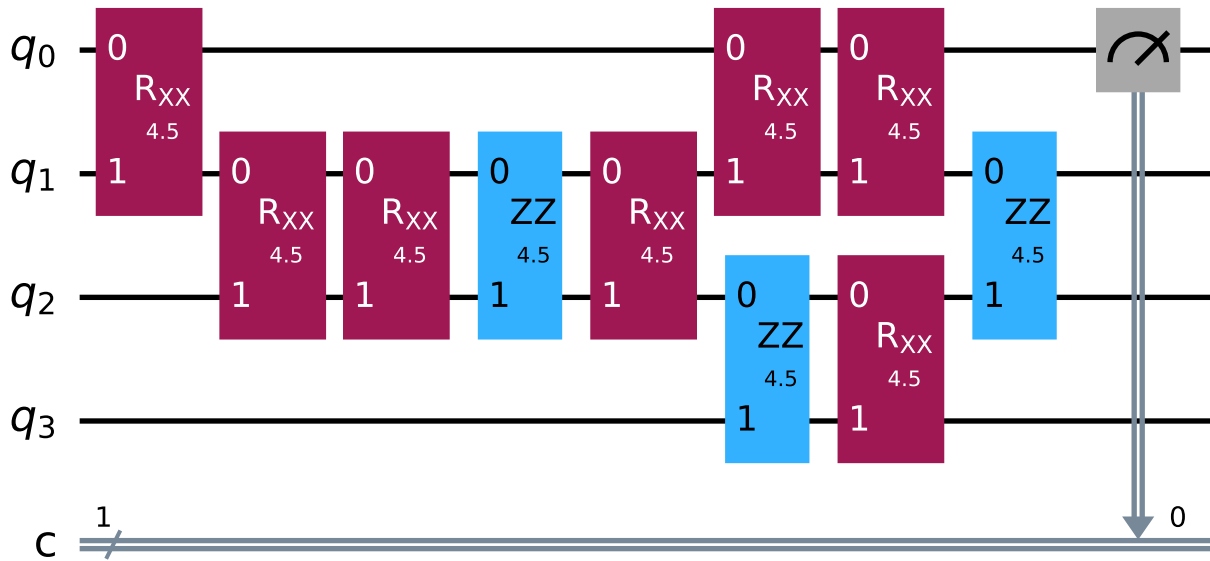 q0 0 0 0
RXX RXX RXX
4.5 4.5 4.5
q1 1 0 0 0 0 1 1 0
RXX RXX ZZ RXX ZZ
4.5 4.5 4.5 4.5 4.5
q2 1 1 1 1 0 0 1
ZZ RXX
4.5 4.5
q3 1 1
1 0
c